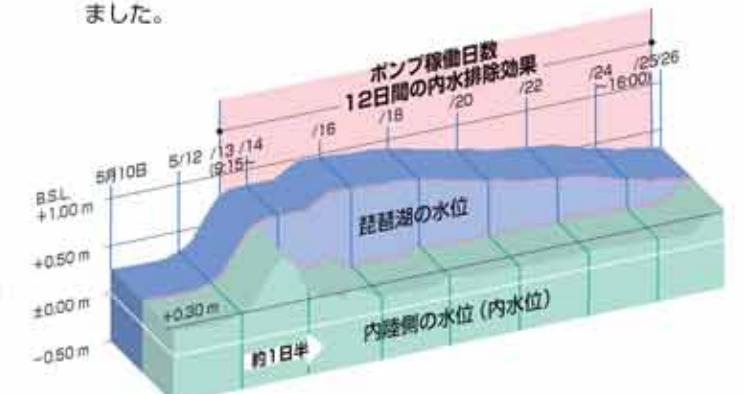 ました。
ポンプ稼働日数
12日間の内水排除効果
5月10日
5/12
/13
(9:15~
/14
/16
/18
/20
/22
/24
/25
~16:00)
/26
B.S.L.
+1.00 m
+0.50 m
±0.00 m
-0.50 m
琵琶湖の水位
+0.30 m
内陸側の水位(内水位)
約1日半